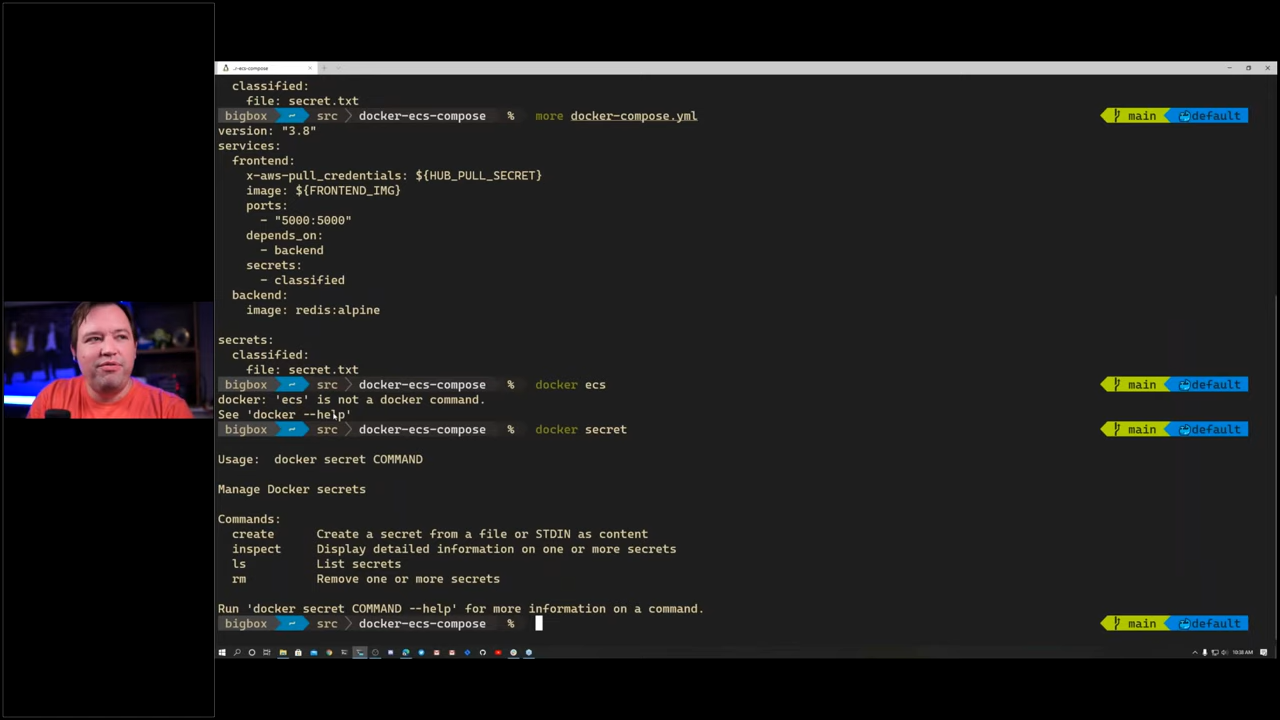 ..-ecs-compose
classified:
file: secret.txt
bigbox ~ src docker-ecs-compose % more docker-compose.yml main default
version: "3.8"
services:
frontend:
x-aws-pull_credentials: ${HUB_PULL_SECRET}
image: ${FRONTEND_IMG}
ports:
- "5000:5000"
depends_on:
- backend
secrets:
- classified
backend:
image: redis:alpine
secrets:
classified:
file: secret.txt
bigbox ~ src docker-ecs-compose % docker ecs main default
docker: 'ecs' is not a docker command.
See 'docker --help'
bigbox ~ src docker-ecs-compose % docker secret main default
Usage: docker secret COMMAND
Manage Docker secrets
Commands:
create Create a secret from a file or STDIN as content
inspect Display detailed information on one or more secrets
ls List secrets
rm Remove one or more secrets
Run 'docker secret COMMAND --help' for more information on a command.
bigbox ~ src docker-ecs-compose % main default
10:38 AM